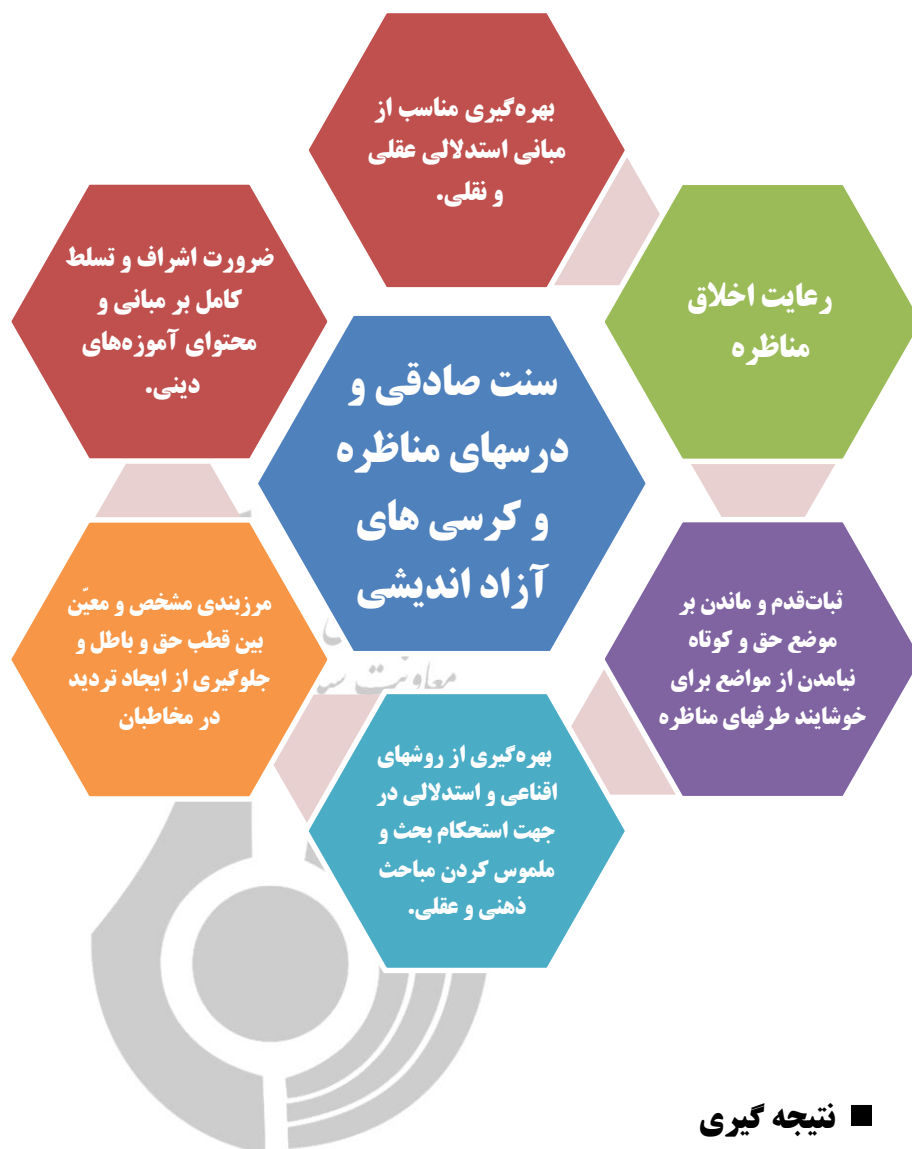 بهره‌گیری مناسب از
مبانی استدلالی عقلی
و نقلی.
رعایت اخلاق
مناظره
ضرورت اشراف و تسلط
کامل بر مبانی و
محتوای آموزه‌های
دینی.
سنت صادقی و
درسهای مناظره
و کرسی های
آزاد اندیشی
ثبات‌قدم و ماندن بر
موضع حق و کوتاه
نیامدن از مواضع برای
خوشایند طرفهای مناظره
مرزبندی مشخص و معیّن
بین قطب حق و باطل و
جلوگیری از ایجاد تردید
در مخاطبان
معاونت
بهره‌گیری از روشهای
اقناعی و استدلالی در
جهت استحکام بحث و
ملموس کردن مباحث
ذهنی و عقلی.
■ نتیجه گیری